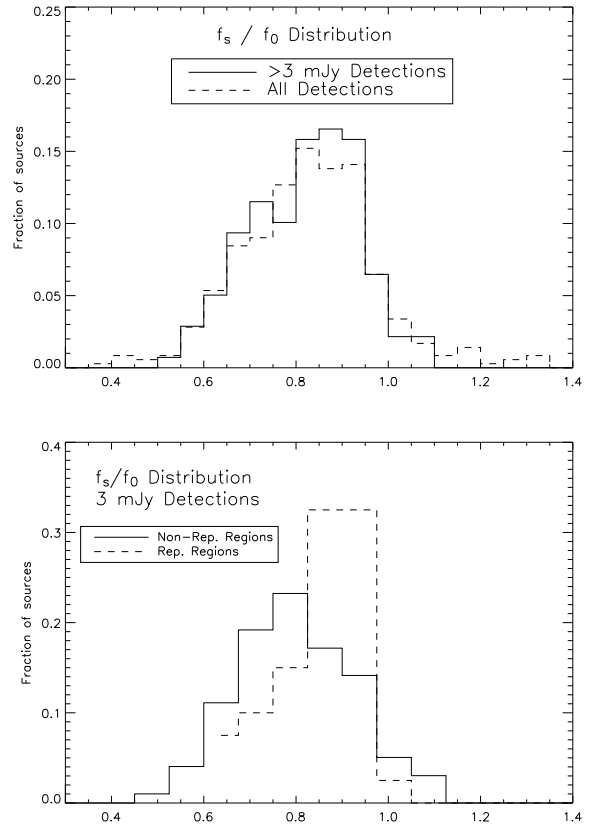 f_s / f_0 Distribution
>3 mJy Detections
All Detections
Fraction of sources
0.25
0.20
0.15
0.10
0.05
0.00
0.4 0.6 0.8 1.0 1.2 1.4
f_s/f_0 Distribution
3 mJy Detections
Non-Rep. Regions
Rep. Regions
Fraction of sources
0.4
0.3
0.2
0.1
0.0
0.4 0.6 0.8 1.0 1.2 1.4